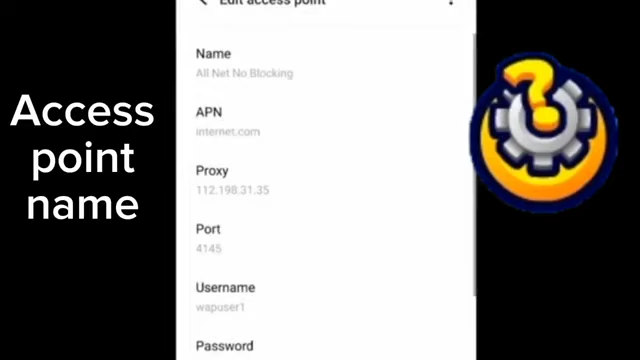 Edit access point
Access
point
name
Name
All Net No Blocking
APN
internet.com
Proxy
112.198.31.35
Port
4145
Username
wapuser1
Password
?